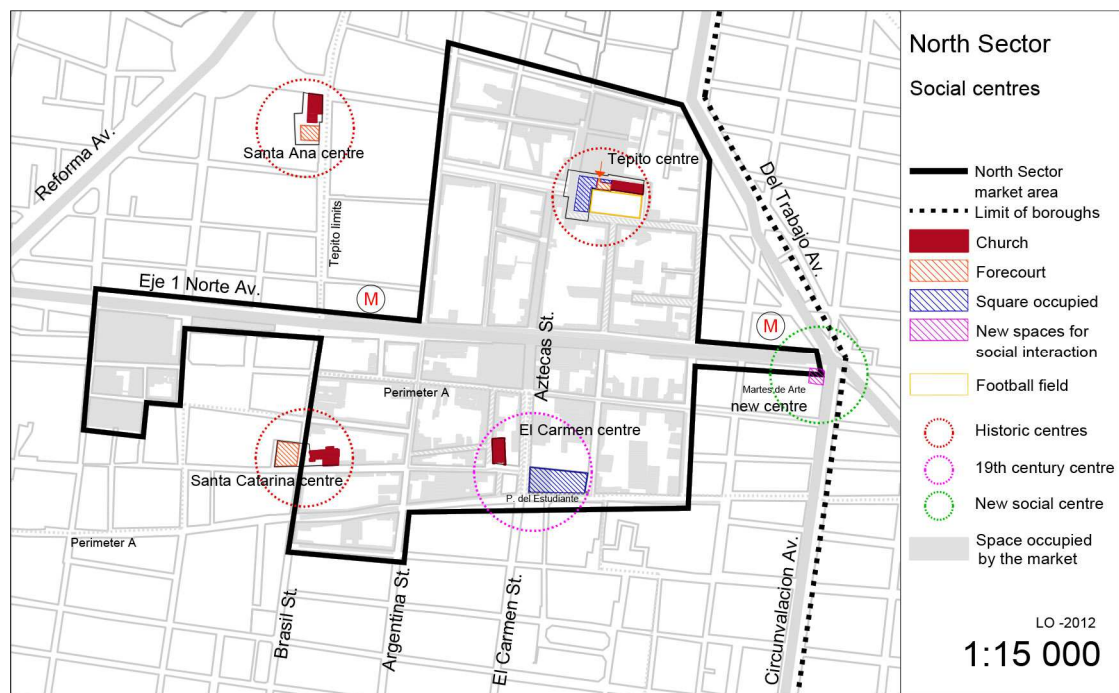 North Sector
Social centres
North Sector
market area
Limit of boroughs
Church
Forecourt
Square occupied
New spaces for
social interaction
Football field
Historic centres
19th century centre
New social centre
Space occupied
by the market
LO -2012
1:15 000
Reforma Av.
Santa Ana centre
Tepito limits
Tepito centre
Del Trabajo Av.
Eje 1 Norte Av.
M
M
Aztecas St.
Perimeter A
Martes de Arte
new centre
El Carmen centre
Santa Catarina centre
P. del Estudiante
Perimeter A
Brasil St.
Argentina St.
El Carmen St.
Circunvalacion Av.